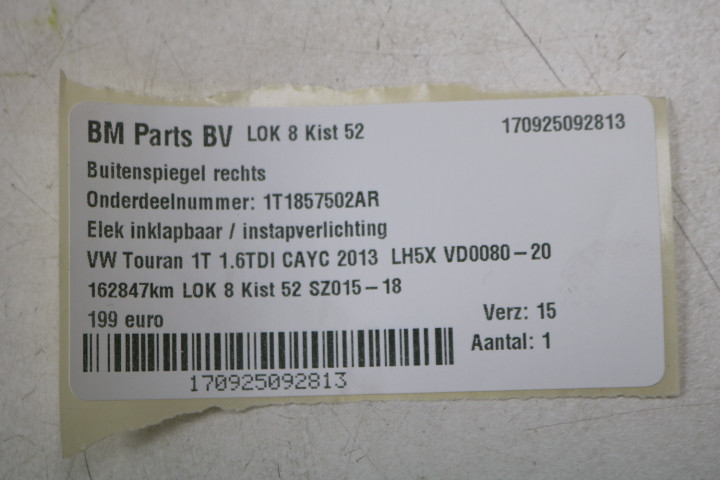 BM Parts BV LOK 8 Kist 52 170925092813
Buitenspiegel rechts
Onderdeelnummer: 1T1857502AR
Elek inklapbaar / instapverlichting
VW Touran 1T 1.6TDI CAYC 2013 LH5X VD0080-20
162847km LOK 8 Kist 52 SZ015-18
199 euro Verz: 15
Aantal: 1
170925092813